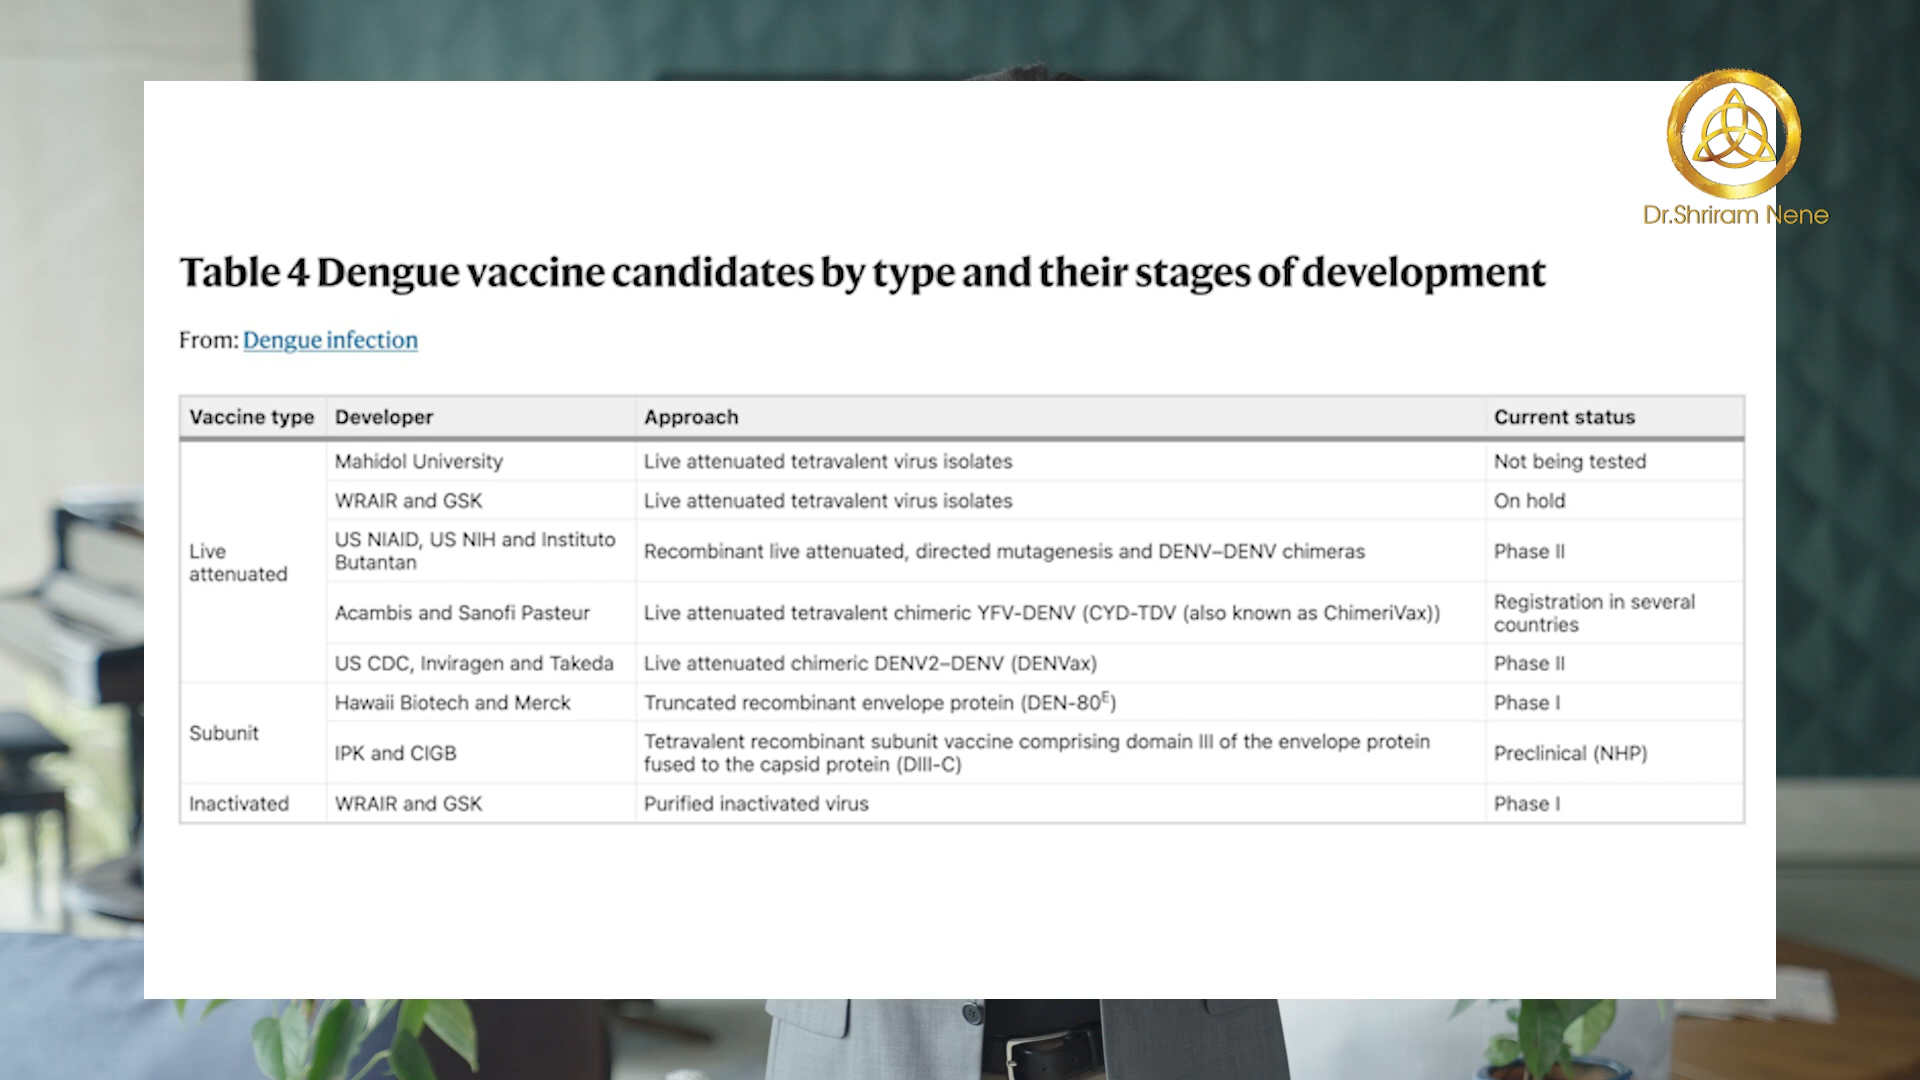 Dr.Shriram Nene
Table 4 Dengue vaccine candidates by type and their stages of development
From: Dengue infection
Vaccine type Developer Approach Current status
Live
attenuated
Mahidol University Live attenuated tetravalent virus isolates Not being tested
WRAIR and GSK Live attenuated tetravalent virus isolates On hold
US NIAID, US NIH and Instituto
Butantan
Recombinant live attenuated, directed mutagenesis and DENV–DENV chimeras Phase II
Acambis and Sanofi Pasteur Live attenuated tetravalent chimeric YFV-DENV (CYD-TDV (also known as ChimeriVax)) Registration in several
countries
US CDC, Inviragen and Takeda Live attenuated chimeric DENV2–DENV (DENVax) Phase II
Subunit
Hawaii Biotech and Merck Truncated recombinant envelope protein (DEN-80E) Phase I
IPK and CIGB Tetravalent recombinant subunit vaccine comprising domain III of the envelope protein
fused to the capsid protein (DIII-C) Preclinical (NHP)
Inactivated WRAIR and GSK Purified inactivated virus Phase I